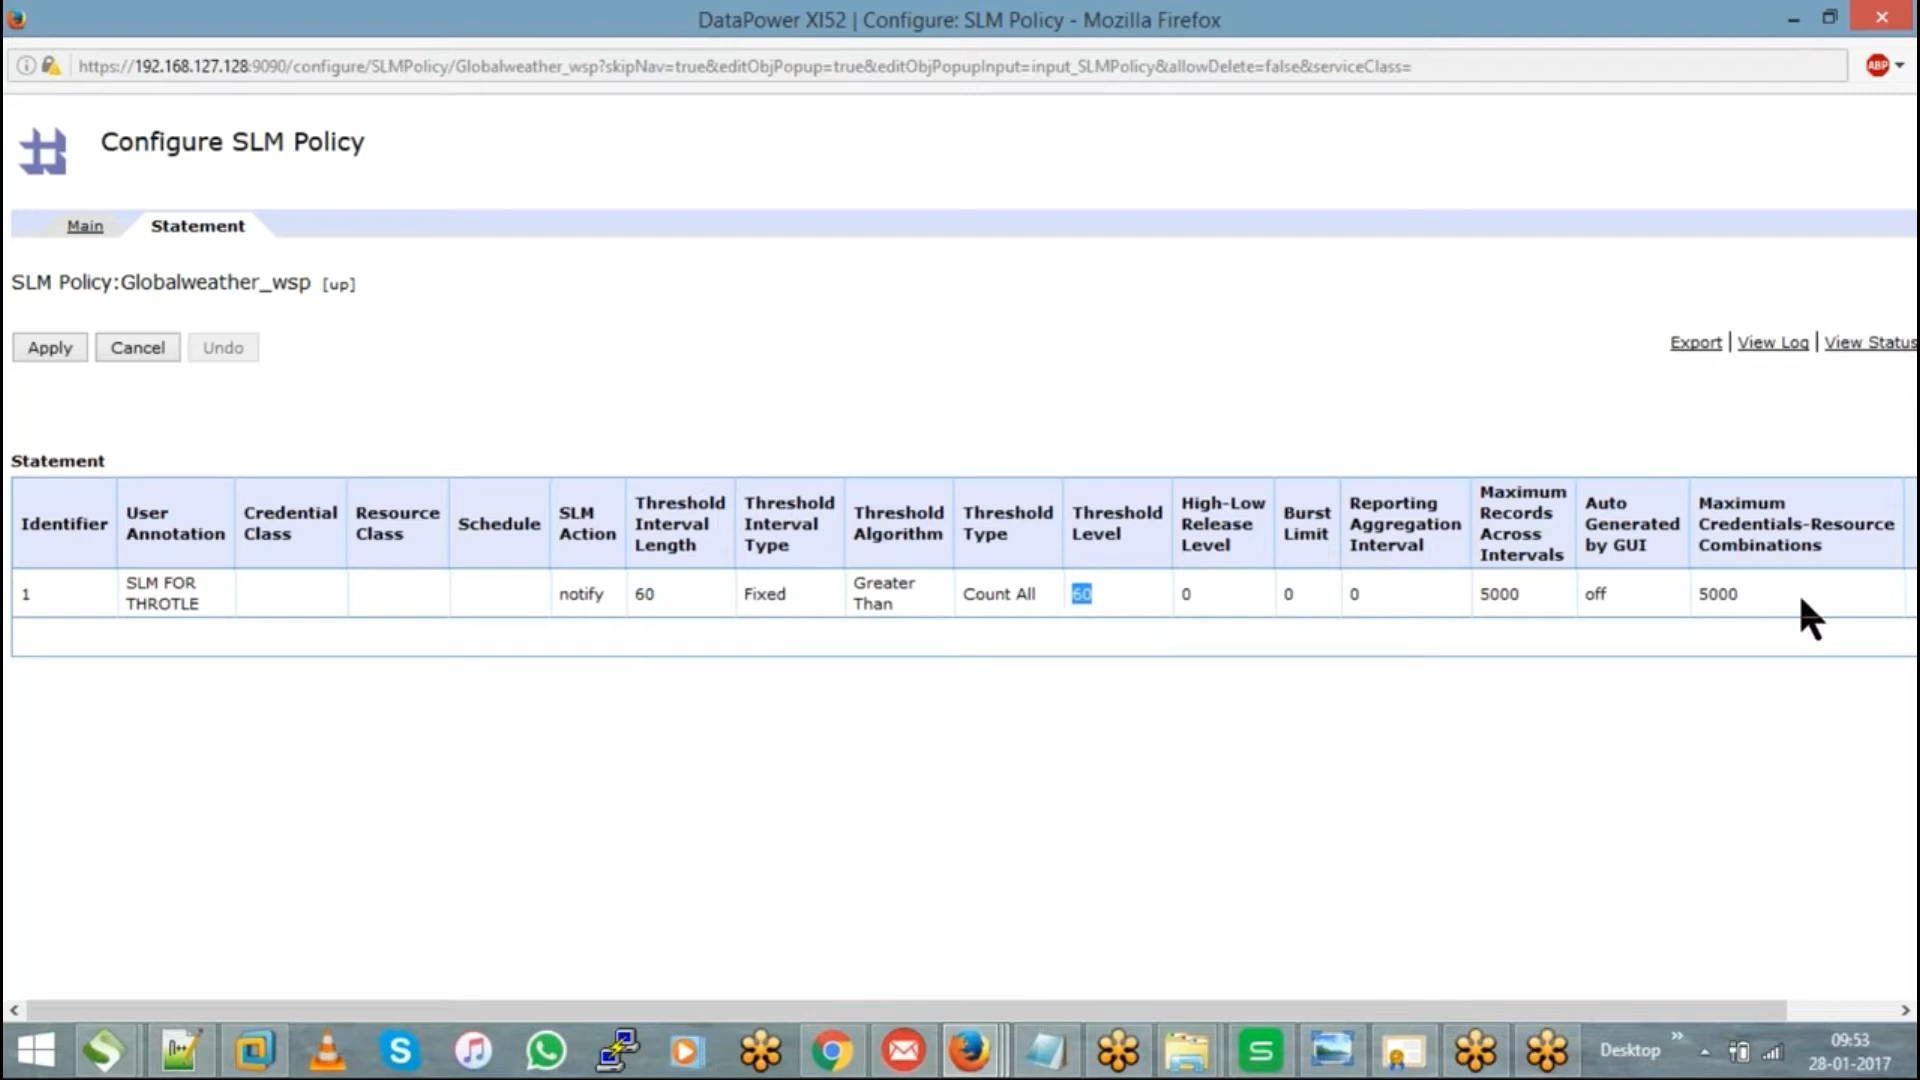 DataPower XI52 | Configure: SLM Policy - Mozilla Firefox
https://192.168.127.128:9090/configure/SLMPolicy/Globalweather_wsp?skipNav=true&editObjPopup=true&editObjPopupInput=input_SLMPolicy&allowDelete=false&serviceClass=
ABP
Configure SLM Policy
Main Statement
SLM Policy:Globalweather_wsp [up]
Apply Cancel Undo
Export | View Log | View Status
Statement
Identifier
User Annotation
Credential Class
Resource Class
Schedule
SLM Action
Threshold Interval Length
Threshold Interval Type
Threshold Algorithm
Threshold Type
Threshold Level
High-Low Release Level
Burst Limit
Reporting Aggregation Interval
Maximum Records Across Intervals
Auto Generated by GUI
Maximum Credentials-Resource Combinations
1
SLM FOR THROTLE
notify
60
Fixed
Greater Than
Count All
60
0
0
0
5000
off
5000
Desktop
09:53
28-01-2017